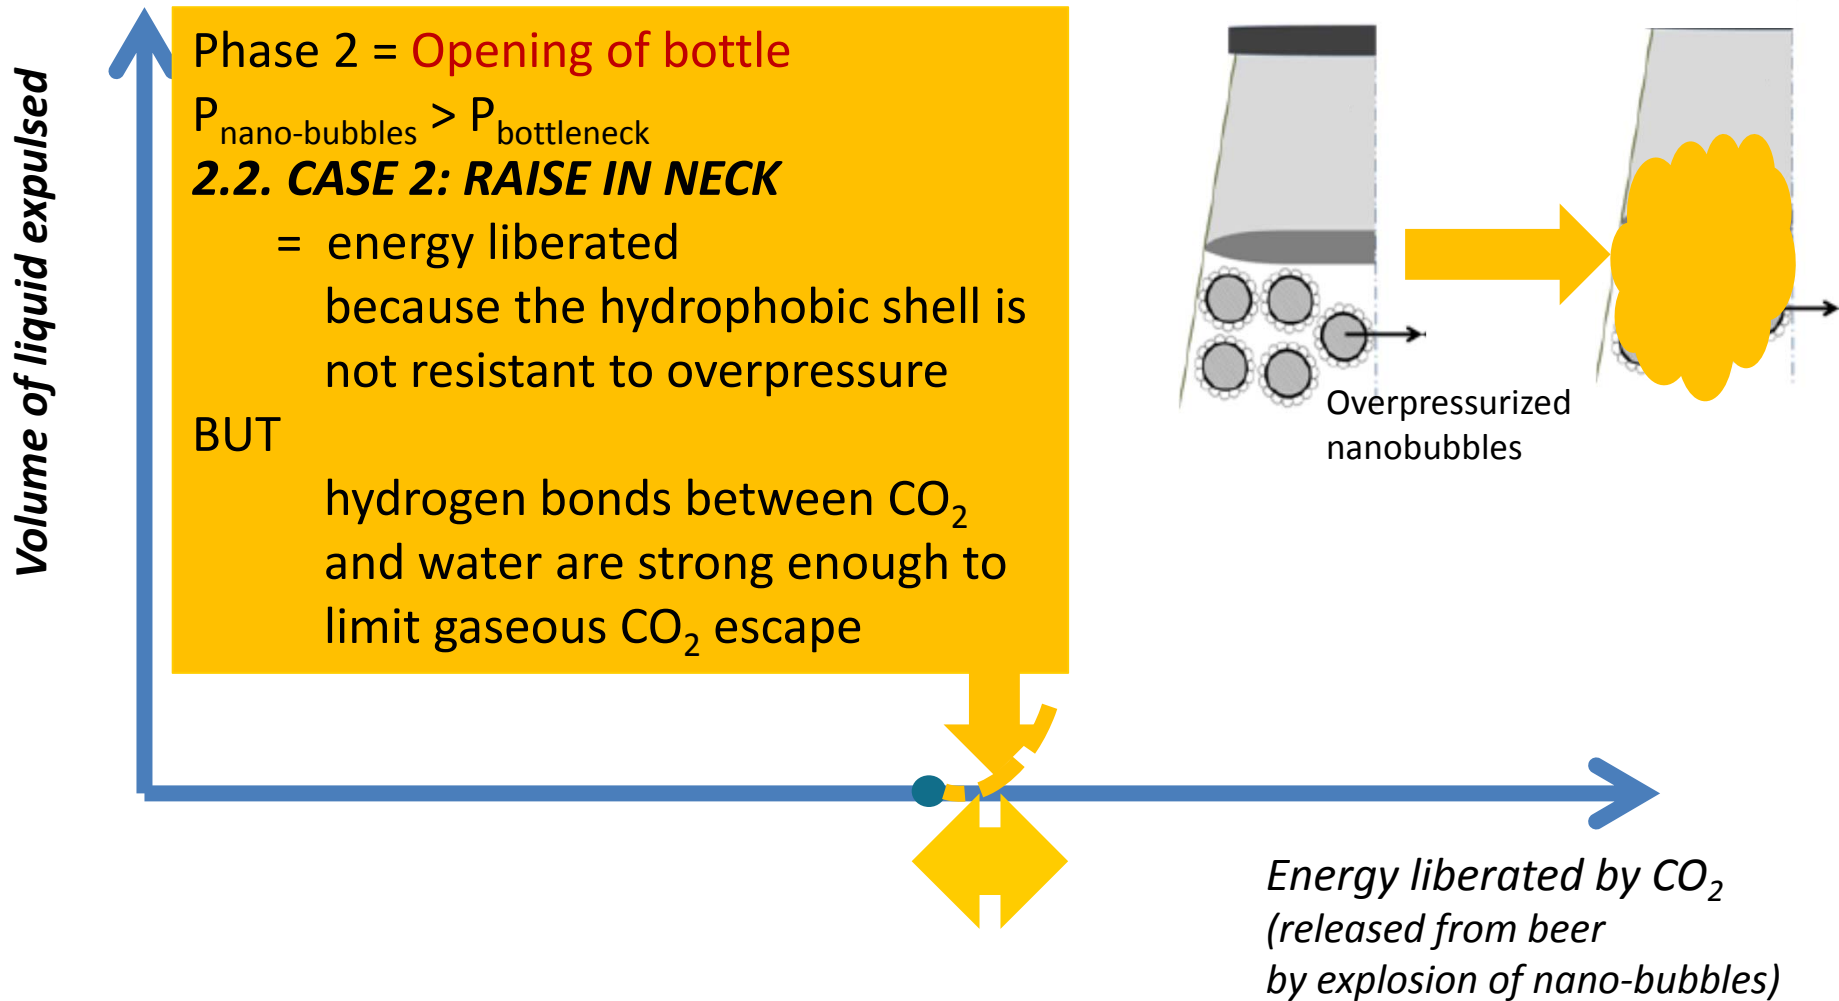 Volume of liquid expulsed
Phase 2 = Opening of bottle
P_nano-bubbles > P_bottleneck
2.2. CASE 2: RAISE IN NECK
= energy liberated
because the hydrophobic shell is
not resistant to overpressure
BUT
hydrogen bonds between CO₂
and water are strong enough to
limit gaseous CO₂ escape
Overpressurized
nanobubbles
Energy liberated by CO₂
(released from beer
by explosion of nano-bubbles)